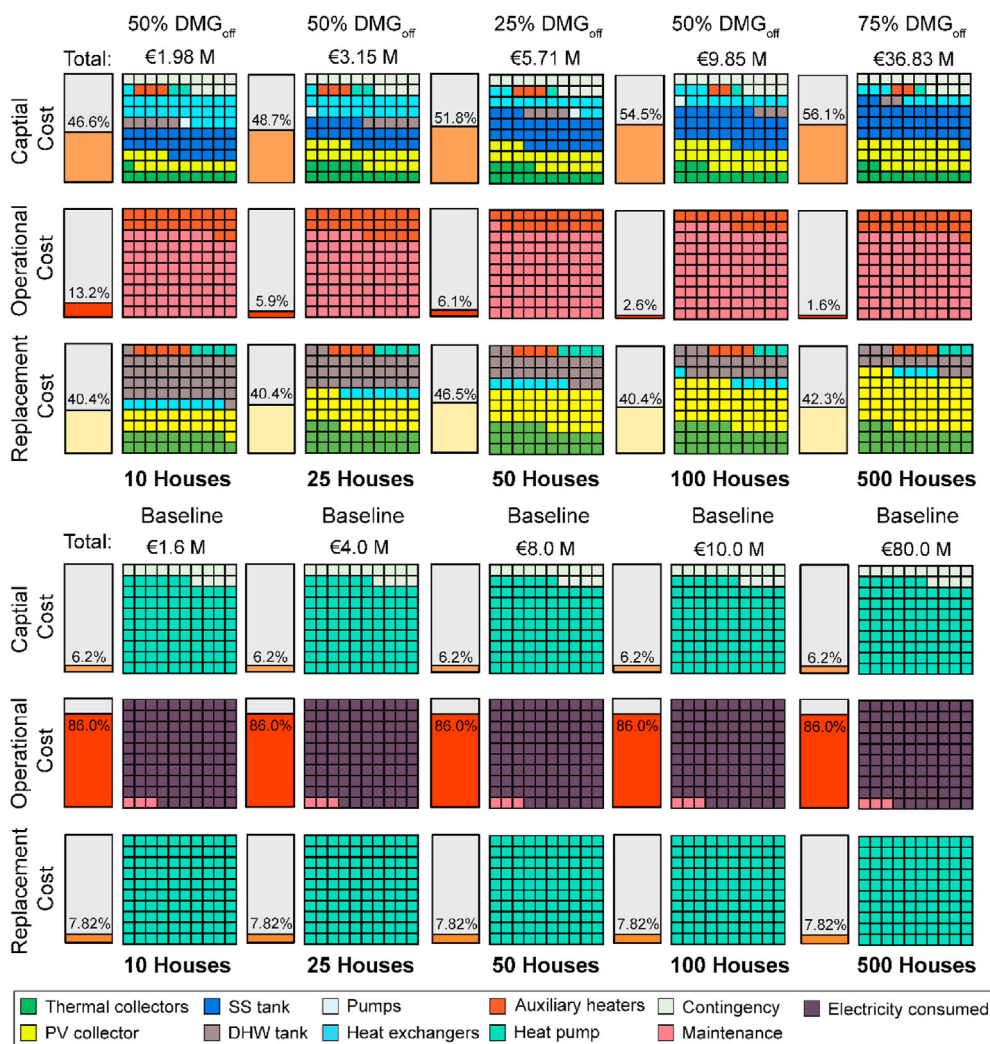 50% DMGoff 50% DMGoff 25% DMGoff 50% DMGoff 75% DMGoff
Total: €1.98 M €3.15 M €5.71 M €9.85 M €36.83 M
Captial Cost
46.6% 48.7% 51.8% 54.5% 56.1%
Operational Cost
13.2% 5.9% 6.1% 2.6% 1.6%
Replacement Cost
40.4% 40.4% 46.5% 40.4% 42.3%
10 Houses 25 Houses 50 Houses 100 Houses 500 Houses
Baseline Baseline Baseline Baseline Baseline
Total: €1.6 M €4.0 M €8.0 M €10.0 M €80.0 M
Captial Cost
6.2% 6.2% 6.2% 6.2% 6.2%
Operational Cost
86.0% 86.0% 86.0% 86.0% 86.0%
Replacement Cost
7.82% 7.82% 7.82% 7.82% 7.82%
10 Houses 25 Houses 50 Houses 100 Houses 500 Houses
Thermal collectors SS tank Pumps Auxiliary heaters Contingency Electricity consumed
PV collector DHW tank Heat exchangers Heat pump Maintenance